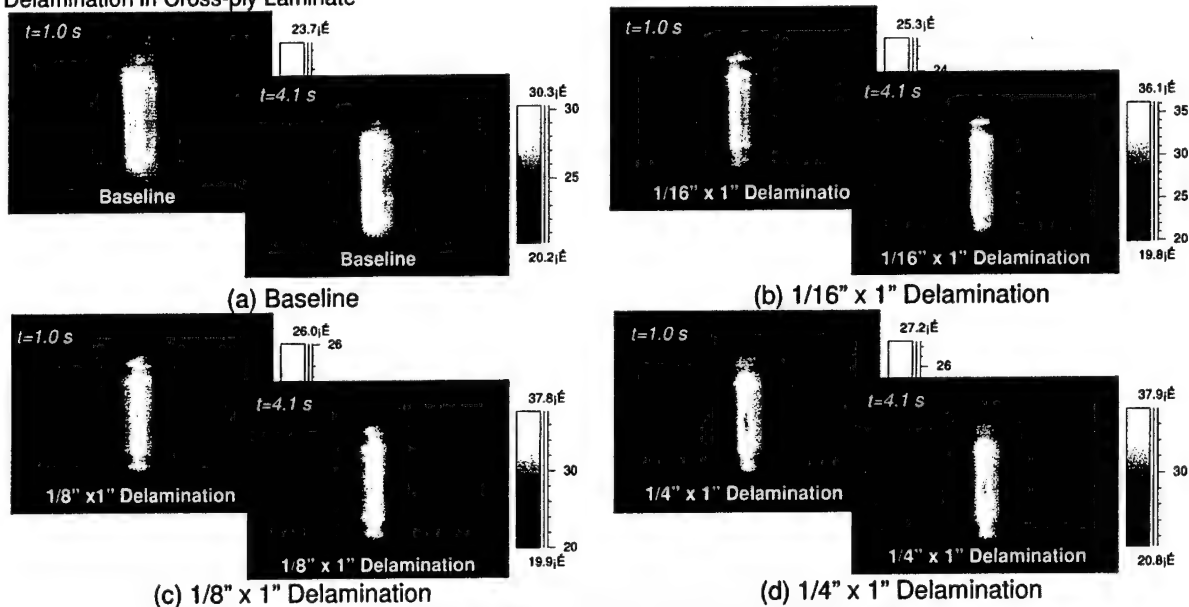 Delamination In Cross-ply Laminate
t=1.0 s
23.7¡É
t=4.1 s
30.3¡É
30
25
20.2¡É
Baseline
Baseline
(a) Baseline
t=1.0 s
25.3¡É
24
t=4.1 s
36.1¡É
35
30
25
20
19.8¡É
1/16" x 1" Delaminatio
1/16" x 1" Delamination
(b) 1/16" x 1" Delamination
t=1.0 s
26.0¡É
26
t=4.1 s
37.8¡É
30
20
19.9¡É
1/8" x1" Delamination
1/8" x 1" Delamination
(c) 1/8" x 1" Delamination
t=1.0 s
27.2¡É
26
t=4.1 s
37.9¡É
30
20.8¡É
1/4" x 1" Delamination
1/4" x 1" Delamination
(d) 1/4" x 1" Delamination